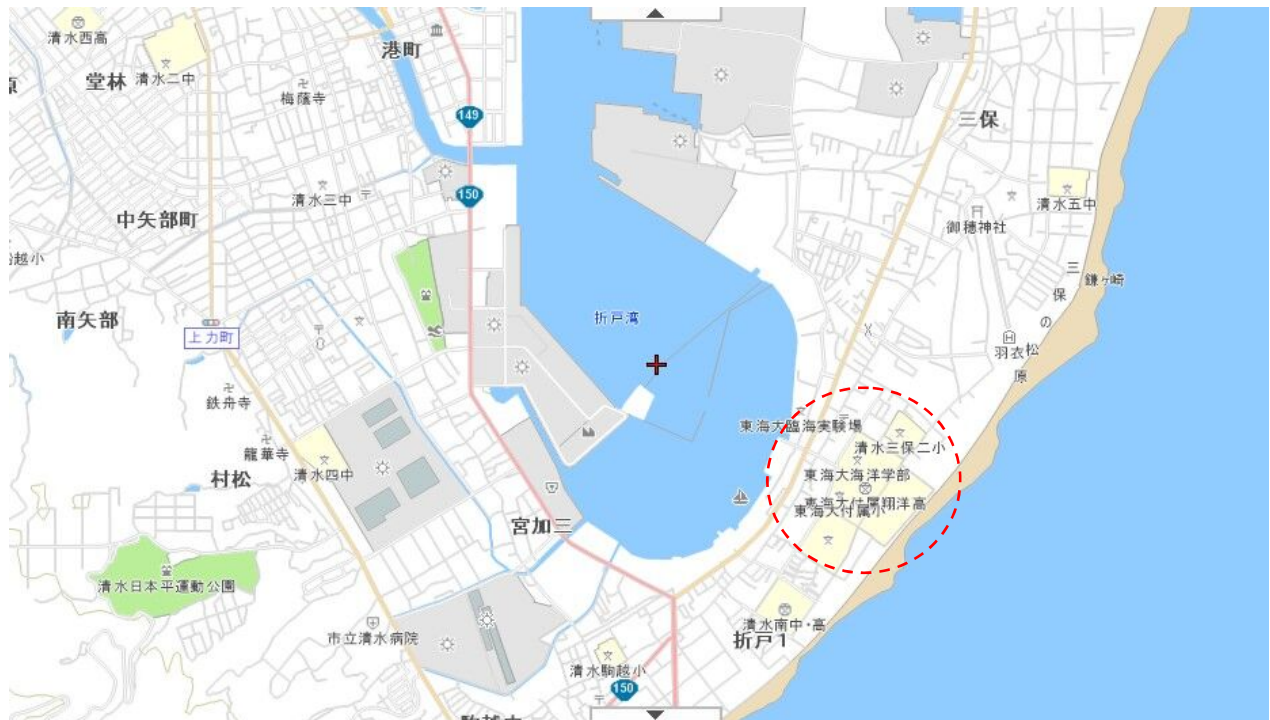 清水西高
港町
堂林
清水二中
原
梅蔭寺
149
三保
清水三中
150
清水五中
中矢部町
御穂神社
船越小
三保の松原
鎌ヶ崎
南矢部
折戸湾
上力町
羽衣
鉄舟寺
東海大臨海実験場
龍華寺
清水三保二小
村松
清水四中
東海大海洋学部
東海大付属翔洋高
東海大付属小
宮加三
清水日本平運動公園
市立清水病院
清水南中・高
折戸1
清水駒越小
150